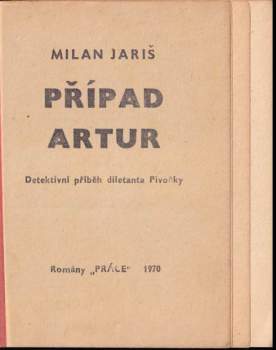 MILAN JARIŠ
PŘÍPAD
ARTUR
Detektivní příběh diletanta Pivoňky
Romány „PRÁCE" 1970